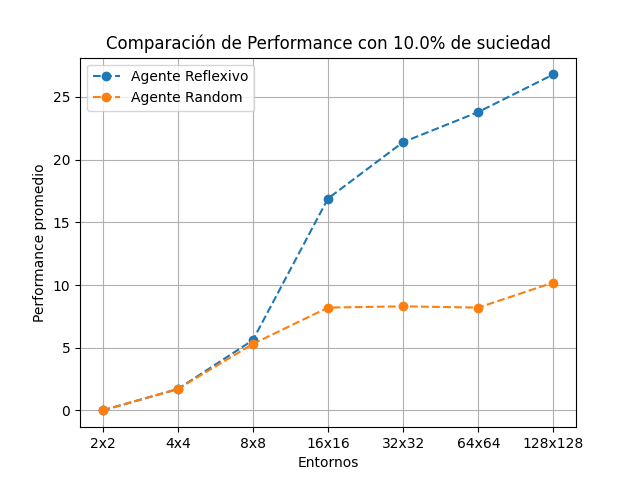 Comparación de Performance con 10.0% de suciedad
Agente Reflexivo
Agente Random
Performance promedio
25
20
15
10
5
0
2x2
4x4
8x8
16x16
32x32
64x64
128x128
Entornos